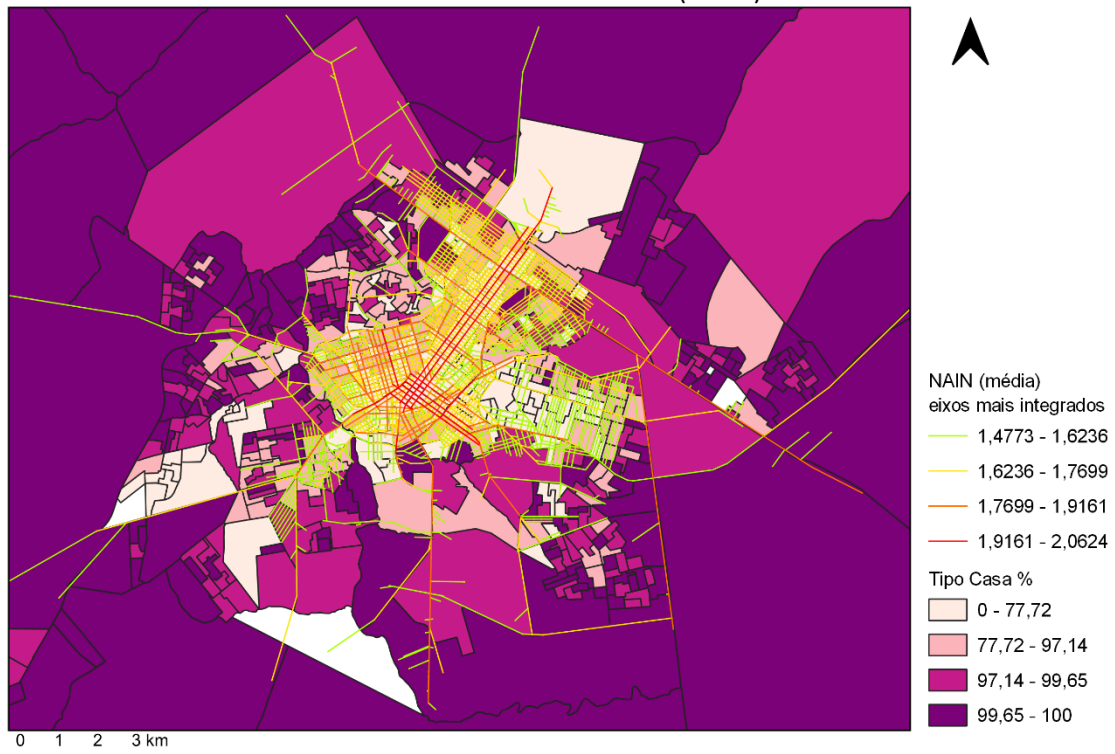 NAIN (média)
eixos mais integrados
1,4773 - 1,6236
1,6236 - 1,7699
1,7699 - 1,9161
1,9161 - 2,0624
Tipo Casa %
0 - 77,72
77,72 - 97,14
97,14 - 99,65
99,65 - 100
0 1 2 3 km